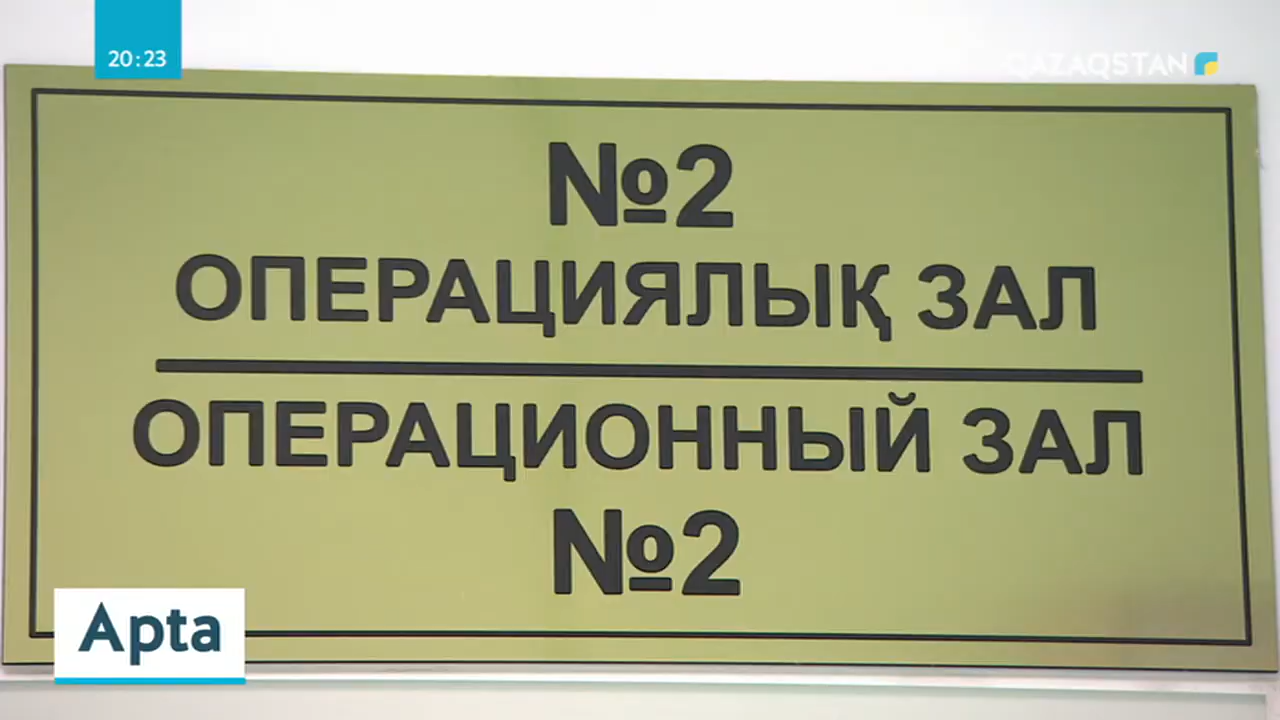 20:23
QAZAQSTAN
№2
ОПЕРАЦИЯЛЫҚ ЗАЛ
ОПЕРАЦИОННЫЙ ЗАЛ
№2
Apta